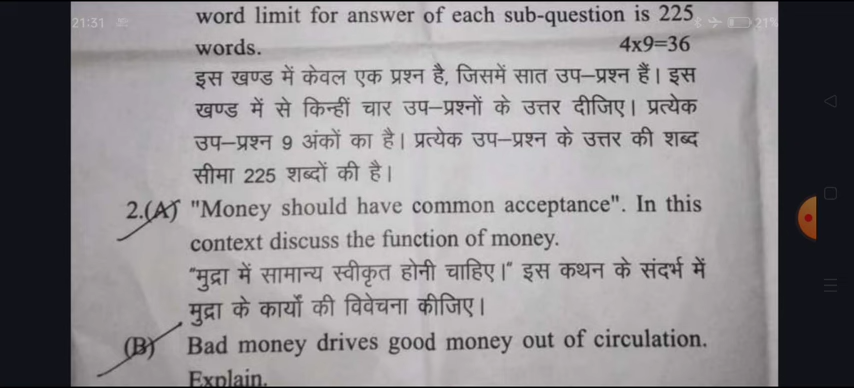 21:31
21%
word limit for answer of each sub-question is 225
words. 4x9=36
इस खण्ड में केवल एक प्रश्न है, जिसमें सात उप–प्रश्न हैं। इस
खण्ड में से किन्हीं चार उप–प्रश्नों के उत्तर दीजिए। प्रत्येक
उप–प्रश्न 9 अंकों का है। प्रत्येक उप–प्रश्न के उत्तर की शब्द
सीमा 225 शब्दों की है।
2.(A) "Money should have common acceptance". In this
context discuss the function of money.
"मुद्रा में सामान्य स्वीकृत होनी चाहिए।" इस कथन के संदर्भ में
मुद्रा के कार्यों की विवेचना कीजिए।
(B) Bad money drives good money out of circulation.
Explain.